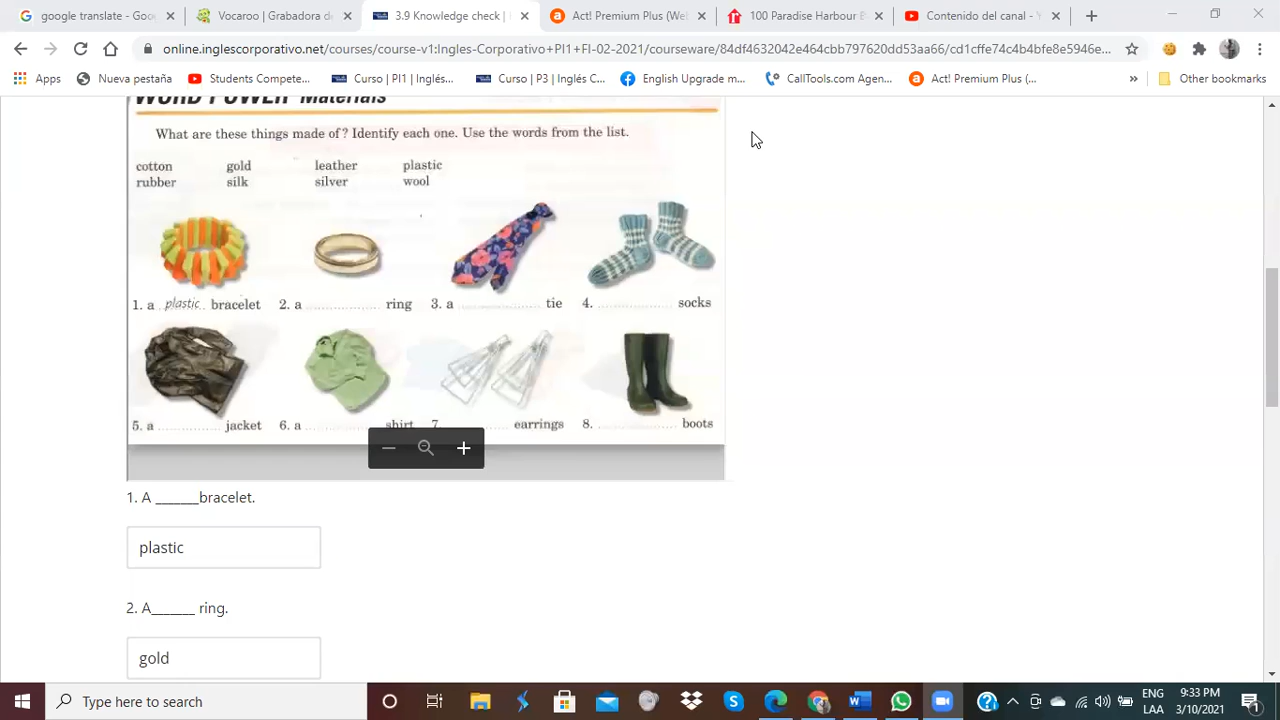 google translate - Goo
Vocaroo | Grabadora de
3.9 Knowledge check |
Act! Premium Plus (Web
100 Paradise Harbour B
Contenido del canal - Y
online.inglescorporativo.net/courses/course-v1:Ingles-Corporativo+PI1+FI-02-2021/courseware/84df4632042e464cbb797620dd53aa66/cd1cffe74c4b4bfe8e5946e...
Apps
Nueva pestaña
Students Compete...
Curso | PI1 | Inglés...
Curso | P3 | Inglés C...
English Upgrade m...
CallTools.com Agen...
Act! Premium Plus (...
»
Other bookmarks
WORD POWER Materials
What are these things made of? Identify each one. Use the words from the list.
cotton gold leather plastic
rubber silk silver wool
1. a plastic bracelet 2. a ............... ring 3. a ............... tie 4. ............... socks
5. a ............... jacket 6. a ............... shirt 7. ............... earrings 8. ............... boots
1. A ______bracelet.
plastic
2. A______ ring.
gold
Type here to search
ENG
LAA
9:33 PM
3/10/2021
1